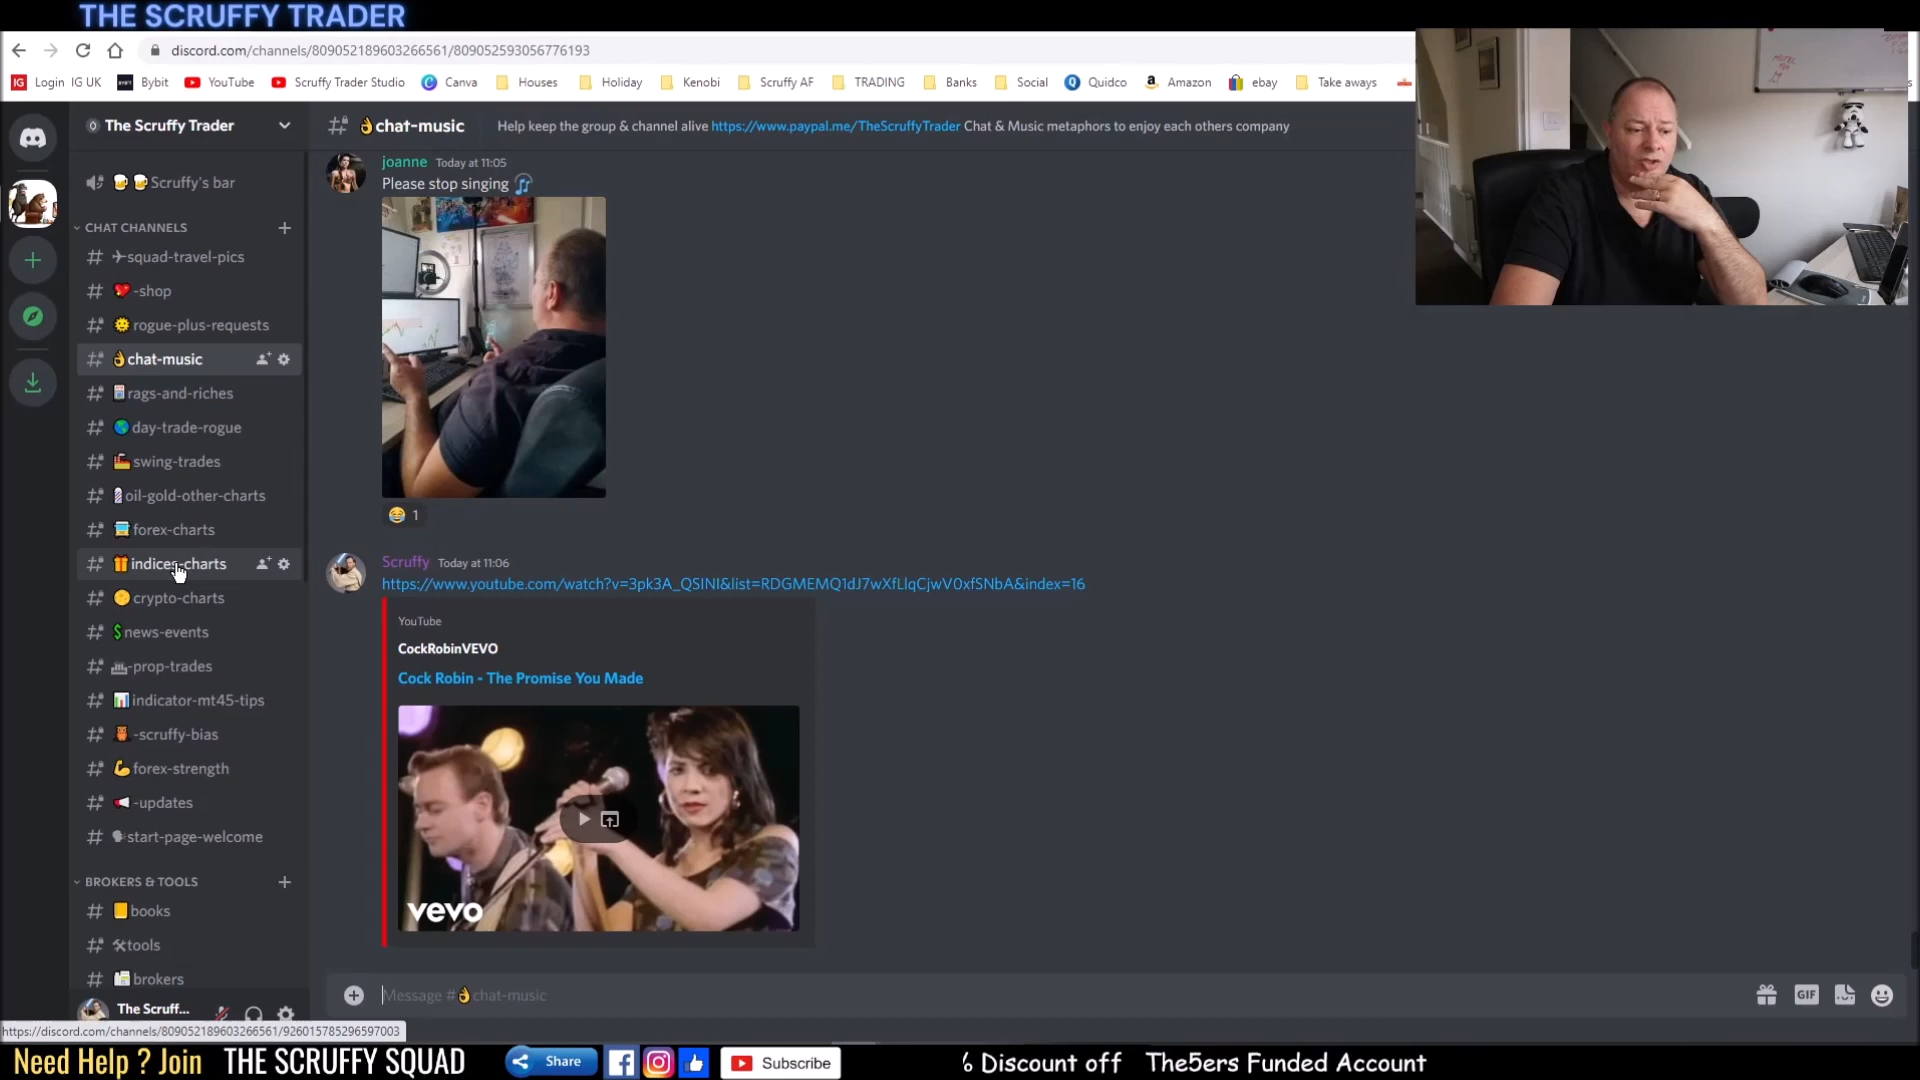 THE SCRUFFY TRADER
discord.com/channels/809052189603266561/809052593056776193
Login IG UK
Bybit
YouTube
Scruffy Trader Studio
Canva
Houses
Holiday
Kenobi
Scruffy AF
TRADING
Banks
Social
Quidco
Amazon
ebay
Take aways
The Scruffy Trader
chat-music
Help keep the group & channel alive https://www.paypal.me/TheScruffyTrader Chat & Music metaphors to enjoy each others company
Scruffy's bar
CHAT CHANNELS
squad-travel-pics
-shop
rogue-plus-requests
chat-music
rags-and-riches
day-trade-rogue
swing-trades
oil-gold-other-charts
forex-charts
indices-charts
crypto-charts
news-events
-prop-trades
indicator-mt45-tips
-scruffy-bias
forex-strength
-updates
start-page-welcome
BROKERS & TOOLS
books
tools
brokers
The Scruff...
https://discord.com/channels/809052189603266561/926015785296597003
joanne Today at 11:05
Please stop singing
1
Scruffy Today at 11:06
https://www.youtube.com/watch?v=3pk3A_QSINI&list=RDGMEMQ1dJ7wXfLlqCjwV0xfSNbA&index=16
YouTube
CockRobinVEVO
Cock Robin - The Promise You Made
vevo
Message #chat-music
GIF
Need Help ? Join THE SCRUFFY SQUAD
Share
Subscribe
Discount off The5ers Funded Account